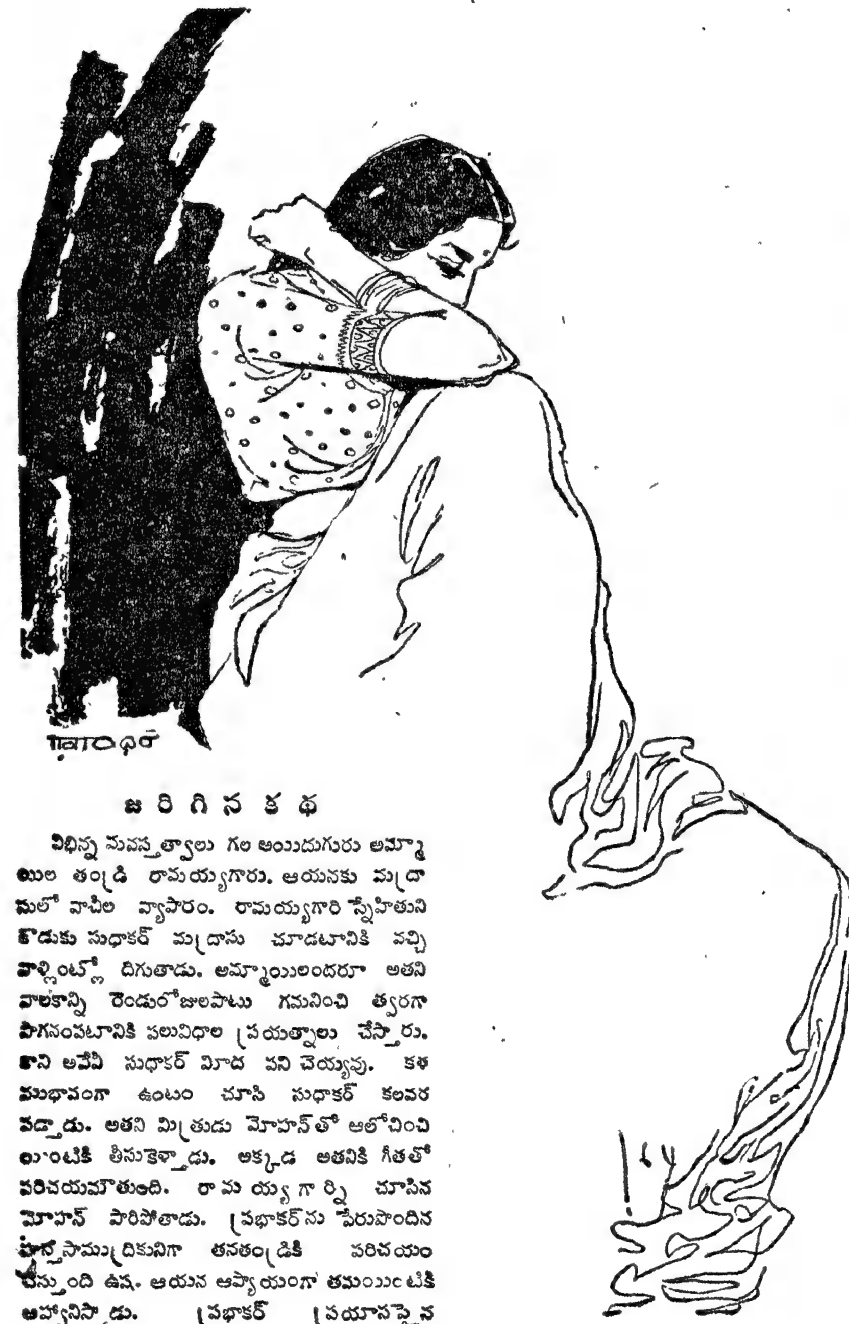 గంగాధర్
జరిగిన కథ
విభిన్న మనస్తత్వాలు గల అయిదుగురు అమ్మా
యిల తండ్రి రామయ్యగారు. ఆయనకు మద్రా
సులో వాచీల వ్యాపారం. రామయ్యగారి స్నేహితుని
కొడుకు సుధాకర్ మద్రాసు చూడటానికి వచ్చి
వాళ్లింట్లో దిగుతాడు. అమ్మాయిలందరూ అతని
వాలకాన్ని రెండురోజులపాటు గమనించి త్వరగా
సాగనంపటానికి పలువిధాల ప్రయత్నాలు చేస్తారు.
కాని అవేవీ సుధాకర్ మీద పని చెయ్యవు. కళ
ముభావంగా ఉంటం చూసి సుధాకర్ కలవర
పడ్తాడు. అతని మిత్రుడు మోహన్‌తో ఆలోచించి
యింటికి తీసుకెళ్తాడు. అక్కడ అతనికి గీతతో
పరిచయమౌతుంది. రామయ్యగార్ని చూసిన
మోహన్ పారిపోతాడు. ప్రభాకర్‌ను పేరుపొందిన
హస్తసాముద్రికునిగా తనతండ్రికి పరిచయం
చేస్తుంది ఉష. ఆయన ఆప్యాయంగా తమయింటికి
ఆహ్వానిస్తాడు. ప్రభాకర్